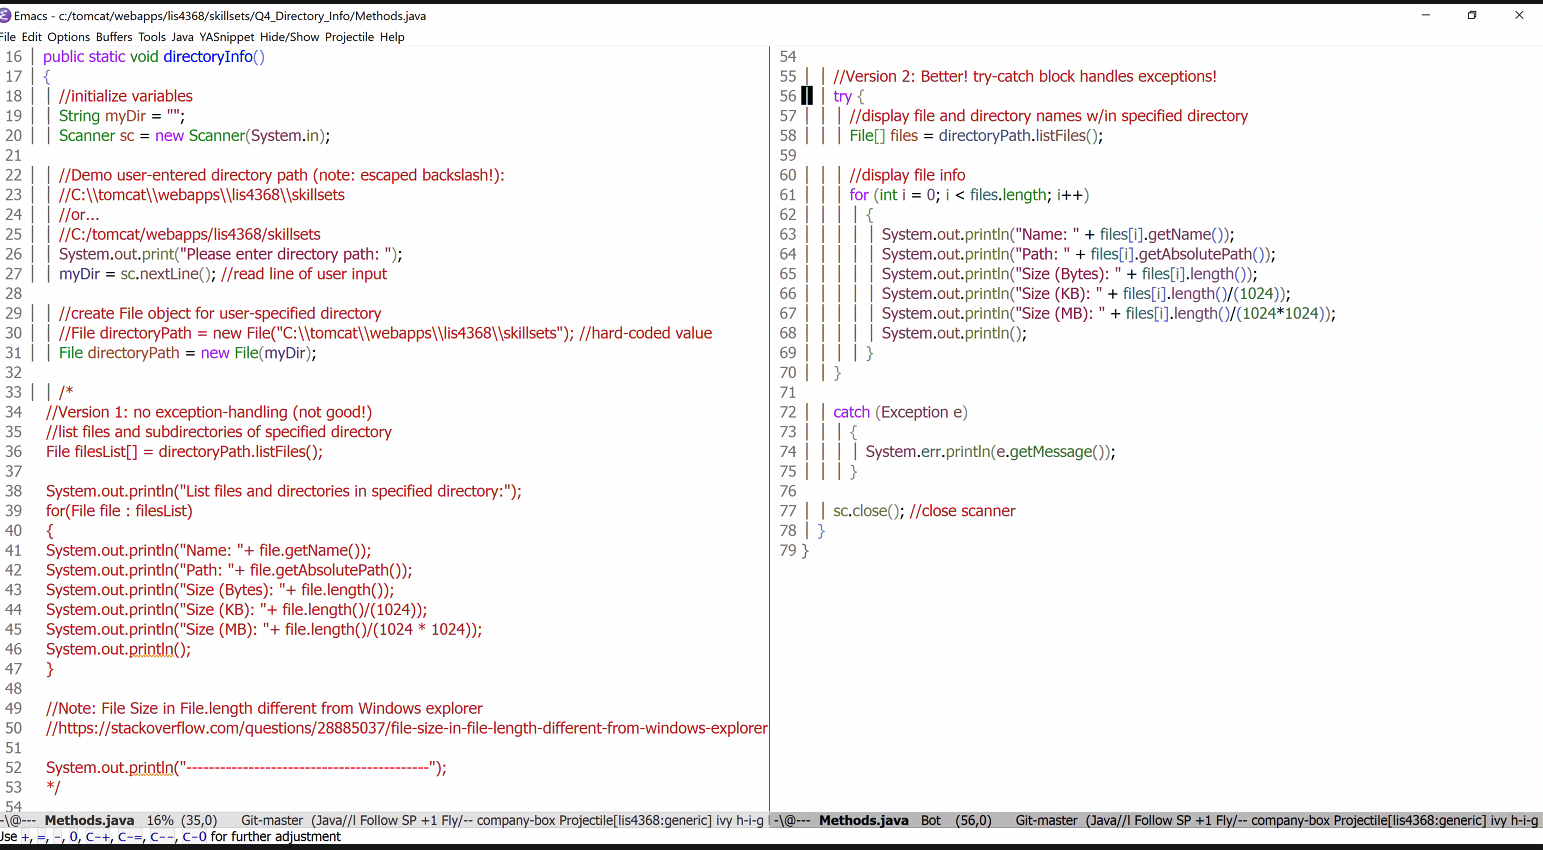 Emacs - c:/tomcat/webapps/lis4368/skillsets/Q4_Directory_Info/Methods.java
File Edit Options Buffers Tools Java YASnippet Hide/Show Projectile Help
16 | public static void directoryInfo()
17 | {
18 | | //initialize variables
19 | | String myDir = "";
20 | | Scanner sc = new Scanner(System.in);
21
22 | | //Demo user-entered directory path (note: escaped backslash!):
23 | | //C:\\tomcat\\webapps\\lis4368\\skillsets
24 | | //or...
25 | | //C:/tomcat/webapps/lis4368/skillsets
26 | | System.out.print("Please enter directory path: ");
27 | | myDir = sc.nextLine(); //read line of user input
28
29 | | //create File object for user-specified directory
30 | | //File directoryPath = new File("C:\\tomcat\\webapps\\lis4368\\skillsets"); //hard-coded value
31 | | File directoryPath = new File(myDir);
32
33 | | /*
34 //Version 1: no exception-handling (not good!)
35 //list files and subdirectories of specified directory
36 File filesList[] = directoryPath.listFiles();
37
38 System.out.println("List files and directories in specified directory:");
39 for(File file : filesList)
40 {
41 System.out.println("Name: "+ file.getName());
42 System.out.println("Path: "+ file.getAbsolutePath());
43 System.out.println("Size (Bytes): "+ file.length());
44 System.out.println("Size (KB): "+ file.length()/(1024));
45 System.out.println("Size (MB): "+ file.length()/(1024 * 1024));
46 System.out.println();
47 }
48
49 //Note: File Size in File.length different from Windows explorer
50 //https://stackoverflow.com/questions/28885037/file-size-in-file-length-different-from-windows-explorer
51
52 System.out.println("-------------------------------------------");
53 */
54
-\@--- Methods.java 16% (35,0) Git-master (Java//l Follow SP +1 Fly/-- company-box Projectile[lis4368:generic] ivy h-i-g
54
55 | | //Version 2: Better! try-catch block handles exceptions!
56 | | try {
57 | | | //display file and directory names w/in specified directory
58 | | | File[] files = directoryPath.listFiles();
59
60 | | | //display file info
61 | | | for (int i = 0; i < files.length; i++)
62 | | | | {
63 | | | | | System.out.println("Name: " + files[i].getName());
64 | | | | | System.out.println("Path: " + files[i].getAbsolutePath());
65 | | | | | System.out.println("Size (Bytes): " + files[i].length());
66 | | | | | System.out.println("Size (KB): " + files[i].length()/(1024));
67 | | | | | System.out.println("Size (MB): " + files[i].length()/(1024*1024));
68 | | | | | System.out.println();
69 | | | | }
70 | | }
71
72 | | catch (Exception e)
73 | | | {
74 | | | | System.err.println(e.getMessage());
75 | | | }
76
77 | | sc.close(); //close scanner
78 | }
79 }
-\@--- Methods.java Bot (56,0) Git-master (Java//l Follow SP +1 Fly/-- company-box Projectile[lis4368:generic] ivy h-i-g
Use +, =, -, 0, C-+, C-=, C--, C-0 for further adjustment